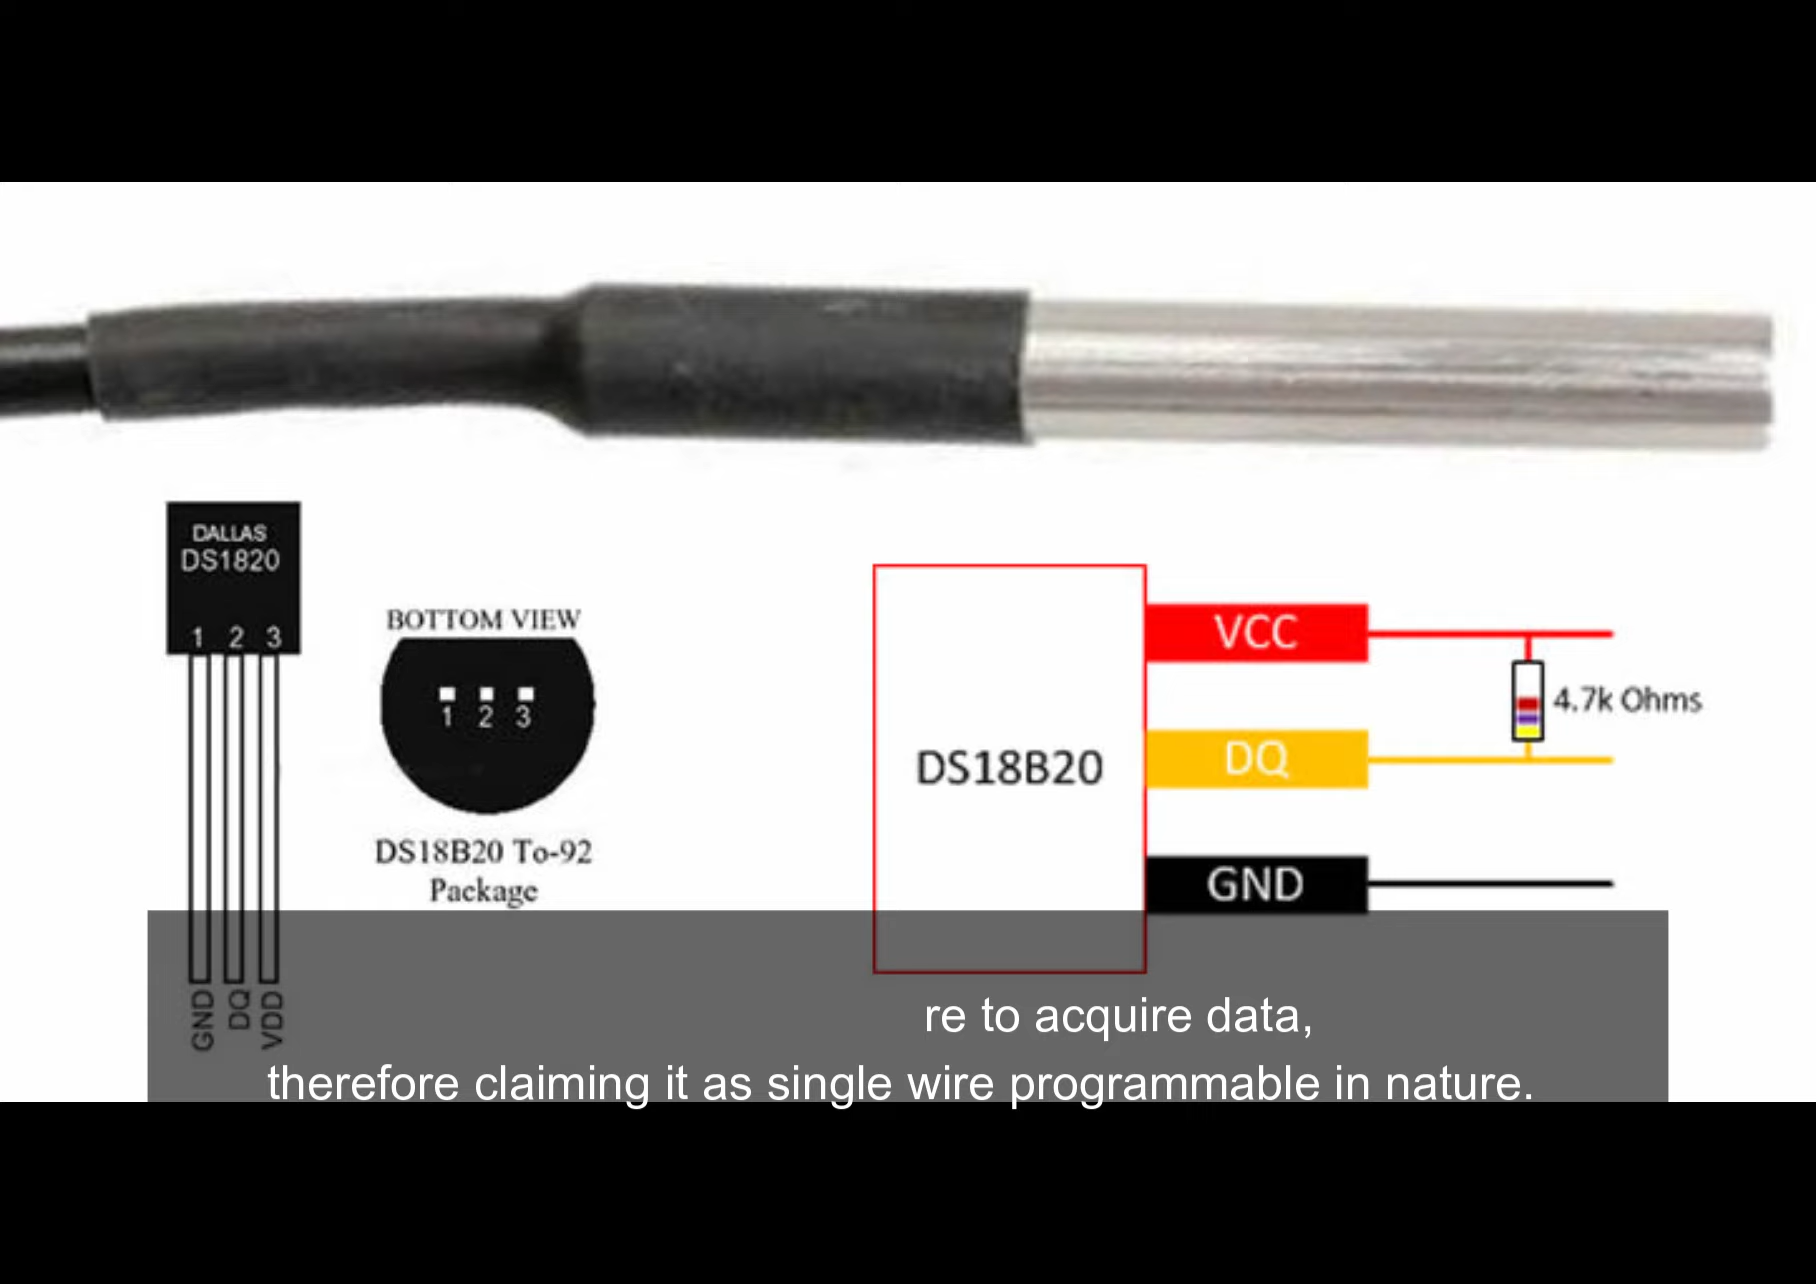 DALLAS
DS1820
1 2 3
GND
DQ
VDD
BOTTOM VIEW
1 2 3
DS18B20 To-92
Package
DS18B20
VCC
DQ
GND
4.7k Ohms
re to acquire data,
therefore claiming it as single wire programmable in nature.